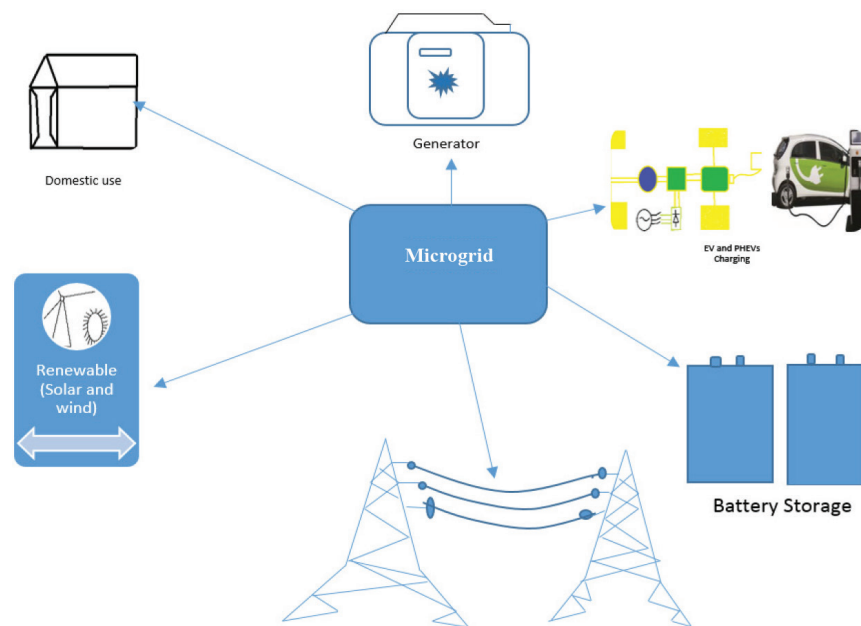 Generator
Domestic use
Microgrid
EV and PHEVs
Charging
Renewable
(Solar and
wind)
Battery Storage